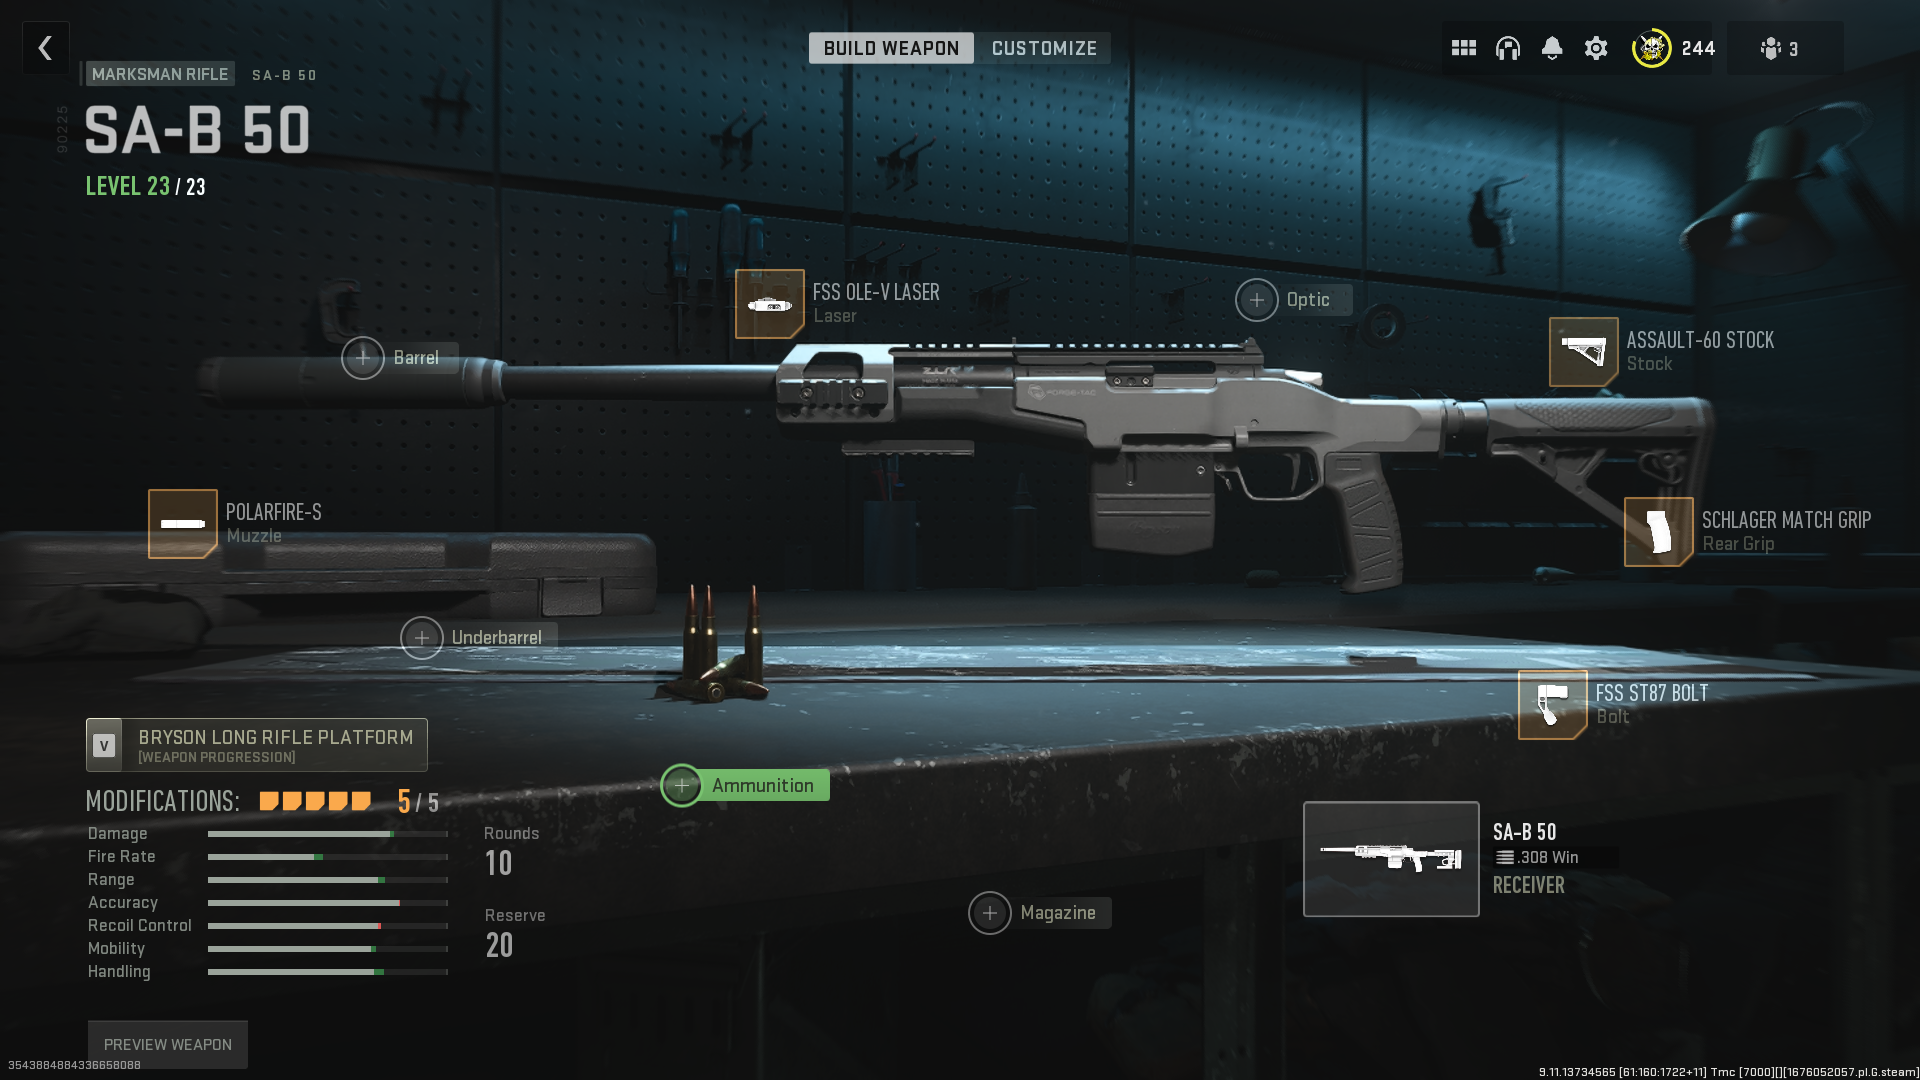 BUILD WEAPON
CUSTOMIZE
244
3
MARKSMAN RIFLE
SA-B 50
90225
SA-B 50
LEVEL 23 / 23
FSS OLE-V LASER
Laser
Optic
Barrel
ASSAULT-60 STOCK
Stock
ZLR
FORGE-TAC
POLARFIRE-S
Muzzle
SCHLAGER MATCH GRIP
Rear Grip
Underbarrel
FSS ST87 BOLT
Bolt
V
BRYSON LONG RIFLE PLATFORM
[WEAPON PROGRESSION]
Ammunition
MODIFICATIONS: 5 / 5
Damage
Fire Rate
Range
Accuracy
Recoil Control
Mobility
Handling
Rounds
10
Reserve
20
SA-B 50
.308 Win
RECEIVER
Magazine
PREVIEW WEAPON
3543884884336658088
9.11.13734565 [61:160:1722+11] Tmc [7000][][1676052057.pl.G.steam]